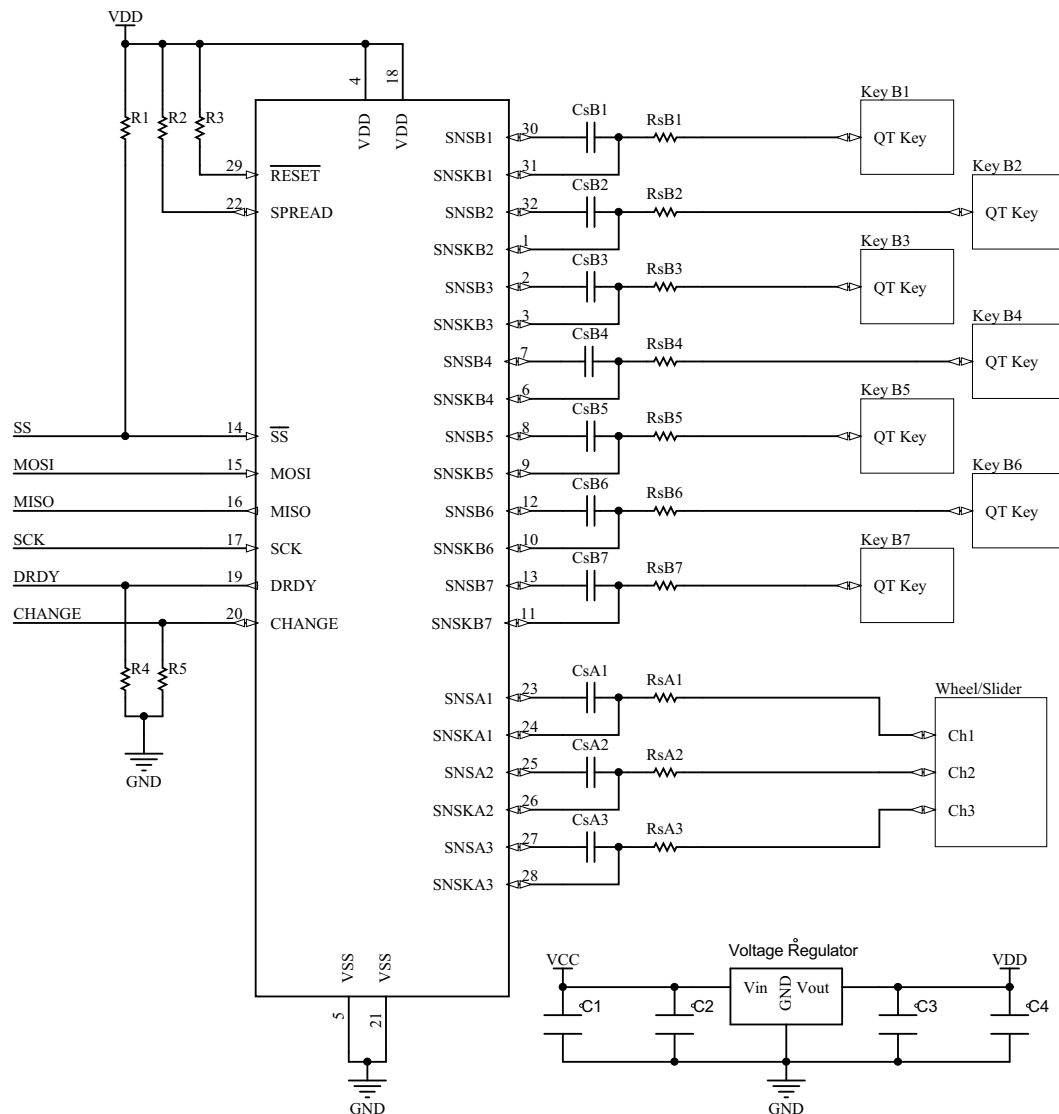 VDD
R1 R2 R3
4
VDD
18
VDD
29 RESET
22 SPREAD
SS 14 SS
MOSI 15 MOSI
MISO 16 MISO
SCK 17 SCK
DRDY 19 DRDY
CHANGE 20 CHANGE
R4 R5
GND
SNSB1 30 CsB1 RsB1
SNSKB1 31
Key B1
QT Key
SNSB2 32 CsB2 RsB2
SNSKB2 1
Key B2
QT Key
SNSB3 2 CsB3 RsB3
SNSKB3 3
Key B3
QT Key
SNSB4 7 CsB4 RsB4
SNSKB4 6
Key B4
QT Key
SNSB5 8 CsB5 RsB5
SNSKB5 9
Key B5
QT Key
SNSB6 12 CsB6 RsB6
SNSKB6 10
Key B6
QT Key
SNSB7 13 CsB7 RsB7
SNSKB7 11
Key B7
QT Key
SNSA1 23 CsA1 RsA1
SNSKA1 24
SNSA2 25 CsA2 RsA2
SNSKA2 26
SNSA3 27 CsA3 RsA3
SNSKA3 28
Wheel/Slider
Ch1
Ch2
Ch3
VSS
5
VSS
21
GND
Voltage Regulator
VCC
VDD
Vin GND Vout
C1 C2 C3 C4
GND